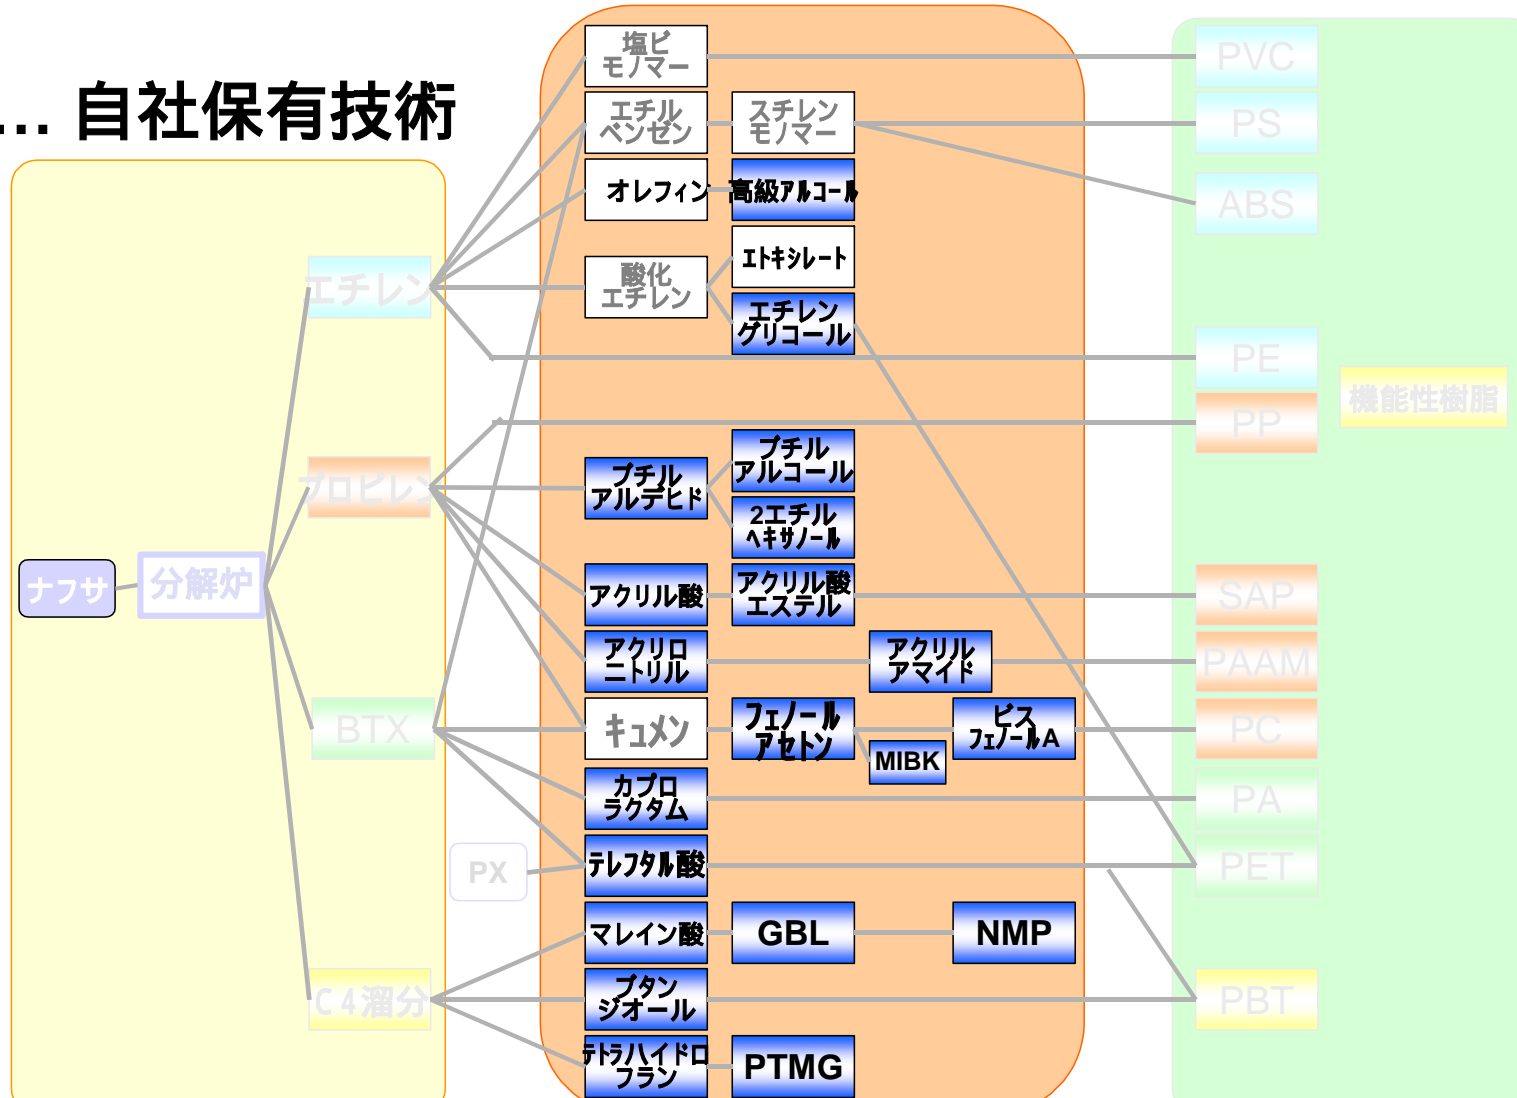 ... 自社保有技術
ナフサ
分解炉
エチレン
プロピレン
BTX
C4溜分
PX
塩ビ
モノマー
エチル
ベンゼン
スチレン
モノマー
オレフィン
高級アルコール
酸化
エチレン
エトキシレート
エチレン
グリコール
ブチル
アルデヒド
ブチル
アルコール
2エチル
ヘキサノール
アクリル酸
アクリル酸
エステル
アクリロ
ニトリル
アクリル
アマイド
キュメン
フェノール
アセトン
MIBK
ビス
フェノールA
カプロ
ラクタム
テレフタル酸
マレイン酸
GBL
NMP
ブタン
ジオール
テトラハイドロ
フラン
PTMG
PVC
PS
ABS
PE
PP
機能性樹脂
SAP
PAAM
PC
PA
PET
PBT